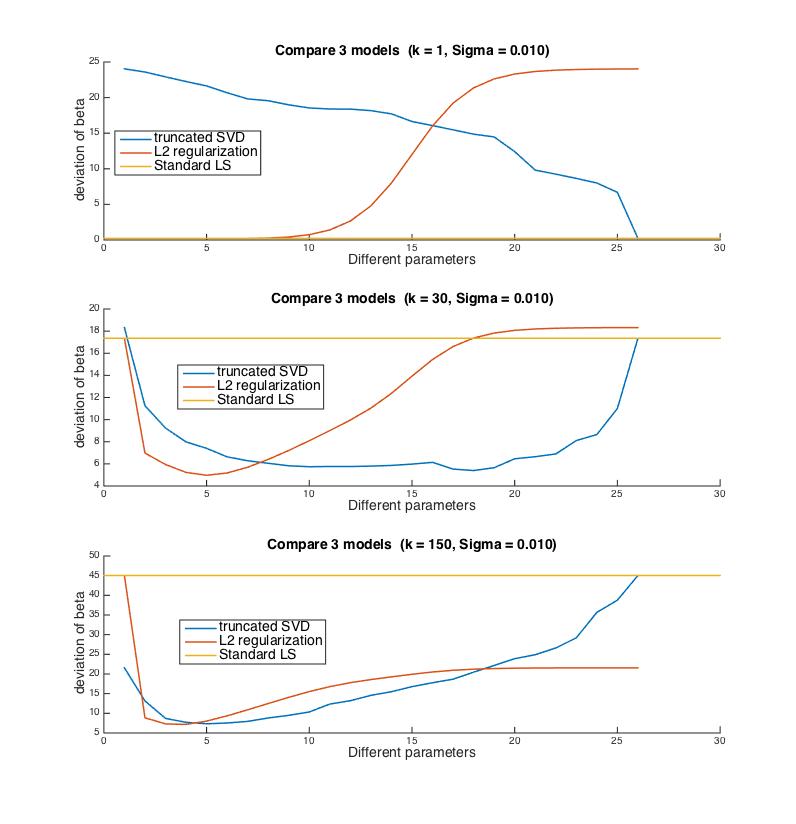 Compare 3 models  (k = 1, Sigma = 0.010)
25
20
15
10
5
0
deviation of beta
truncated SVD
L2 regularization
Standard LS
0 5 10 15 20 25 30
Different parameters
Compare 3 models  (k = 30, Sigma = 0.010)
20
18
16
14
12
10
8
6
4
deviation of beta
truncated SVD
L2 regularization
Standard LS
0 5 10 15 20 25 30
Different parameters
Compare 3 models  (k = 150, Sigma = 0.010)
50
45
40
35
30
25
20
15
10
5
deviation of beta
truncated SVD
L2 regularization
Standard LS
0 5 10 15 20 25 30
Different parameters